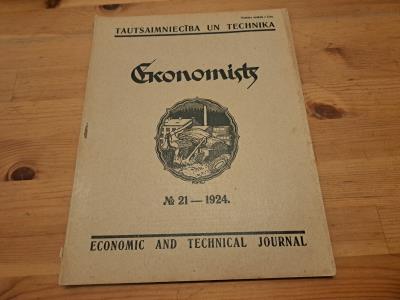 TAUTSAIMNIECĪBA UN TECHNIKA
Ekonomists
№ 21 — 1924.
ECONOMIC AND TECHNICAL JOURNAL